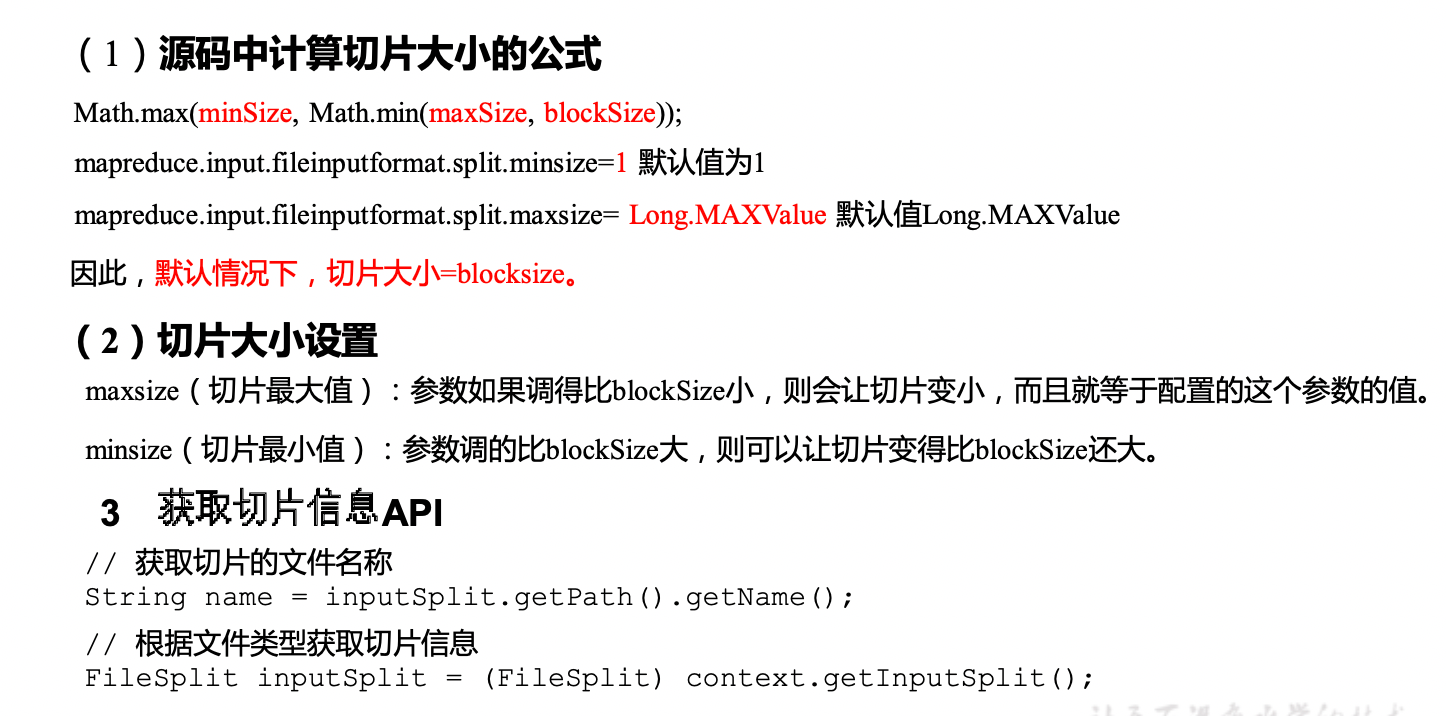 （1）源码中计算切片大小的公式
Math.max(minSize, Math.min(maxSize, blockSize));
mapreduce.input.fileinputformat.split.minsize=1 默认值为1
mapreduce.input.fileinputformat.split.maxsize= Long.MAXValue 默认值Long.MAXValue
因此，默认情况下，切片大小=blocksize。
（2）切片大小设置
maxsize（切片最大值）：参数如果调得比blockSize小，则会让切片变小，而且就等于配置的这个参数的值。
minsize（切片最小值）：参数调的比blockSize大，则可以让切片变得比blockSize还大。
3 获取切片信息API
// 获取切片的文件名称
String name = inputSplit.getPath().getName();
// 根据文件类型获取切片信息
FileSplit inputSplit = (FileSplit) context.getInputSplit();